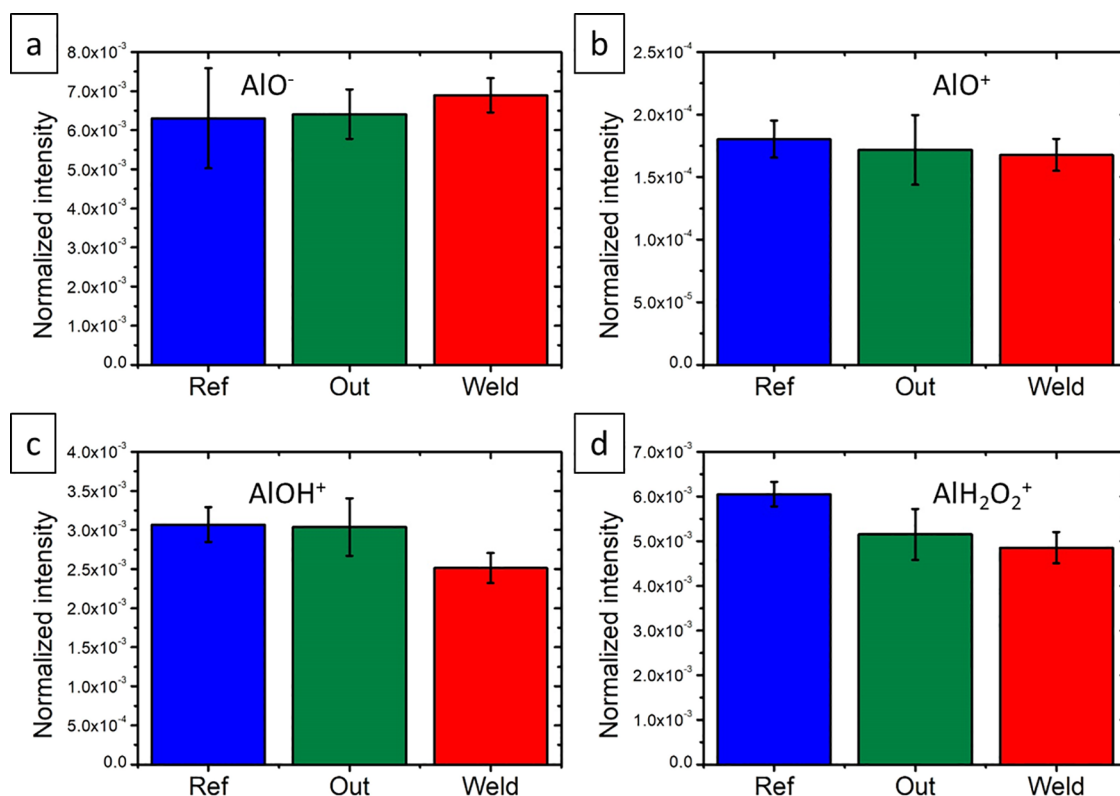 a
AlO⁻
Normalized intensity
8.0x10⁻³
7.0x10⁻³
6.0x10⁻³
5.0x10⁻³
4.0x10⁻³
3.0x10⁻³
2.0x10⁻³
1.0x10⁻³
0.0
Ref Out Weld
b
AlO⁺
Normalized intensity
2.5x10⁻⁴
2.0x10⁻⁴
1.5x10⁻⁴
1.0x10⁻⁴
5.0x10⁻⁵
0.0
Ref Out Weld
c
AlOH⁺
Normalized intensity
4.0x10⁻³
3.5x10⁻³
3.0x10⁻³
2.5x10⁻³
2.0x10⁻³
1.5x10⁻³
1.0x10⁻³
5.0x10⁻⁴
0.0
Ref Out Weld
d
AlH₂O₂⁺
Normalized intensity
7.0x10⁻³
6.0x10⁻³
5.0x10⁻³
4.0x10⁻³
3.0x10⁻³
2.0x10⁻³
1.0x10⁻³
0.0
Ref Out Weld